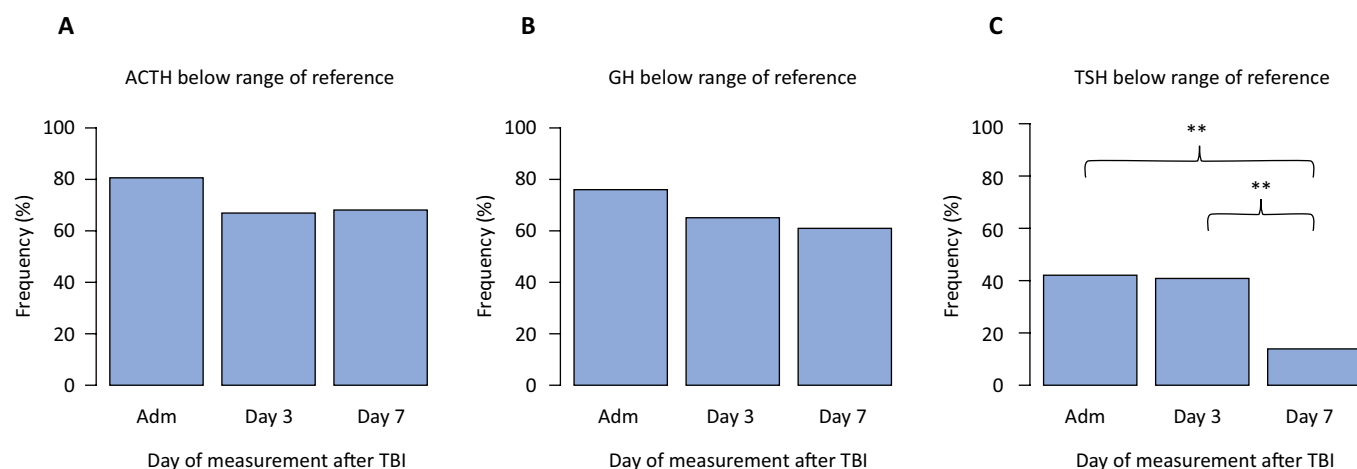 A
ACTH below range of reference
Frequency (%)
100
80
60
40
20
0
Adm Day 3 Day 7
Day of measurement after TBI
B
GH below range of reference
Frequency (%)
100
80
60
40
20
0
Adm Day 3 Day 7
Day of measurement after TBI
C
TSH below range of reference
Frequency (%)
100
80
60
40
20
0
**
**
Adm Day 3 Day 7
Day of measurement after TBI